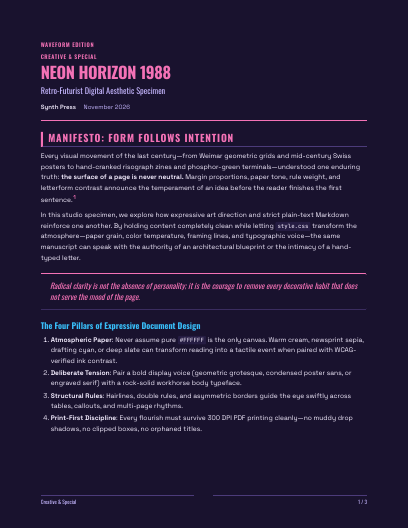 WAVEFORM EDITION
CREATIVE & SPECIAL
NEON HORIZON 1988
Retro-Futurist Digital Aesthetic Specimen
Synth Press November 2026
MANIFESTO: FORM FOLLOWS INTENTION
Every visual movement of the last century—from Weimar geometric grids and mid-century Swiss
posters to hand-cranked risograph zines and phosphor-green terminals—understood one enduring
truth: the surface of a page is never neutral. Margin proportions, paper tone, rule weight, and
letterform contrast announce the temperament of an idea before the reader finishes the first
sentence.¹
In this studio specimen, we explore how expressive art direction and strict plain-text Markdown
reinforce one another. By holding content completely clean while letting style.css transform the
atmosphere—paper grain, color temperature, framing lines, and typographic voice—the same
manuscript can speak with the authority of an architectural blueprint or the intimacy of a hand-
typed letter.
Radical clarity is not the absence of personality; it is the courage to remove every decorative habit that does
not serve the mood of the page.
The Four Pillars of Expressive Document Design
1. Atmospheric Paper: Never assume pure #FFFFFF is the only canvas. Warm cream, newsprint sepia,
drafting cyan, or deep slate can transform reading into a tactile event when paired with WCAG-
verified ink contrast.
2. Deliberate Tension: Pair a bold display voice (geometric grotesque, condensed poster sans, or
engraved serif) with a rock-solid workhorse body typeface.
3. Structural Rules: Hairlines, double rules, and asymmetric borders guide the eye swiftly across
tables, callouts, and multi-page rhythms.
4. Print-First Discipline: Every flourish must survive 300 DPI PDF printing cleanly—no muddy drop
shadows, no clipped boxes, no orphaned titles.
Creative & Special 1 / 3